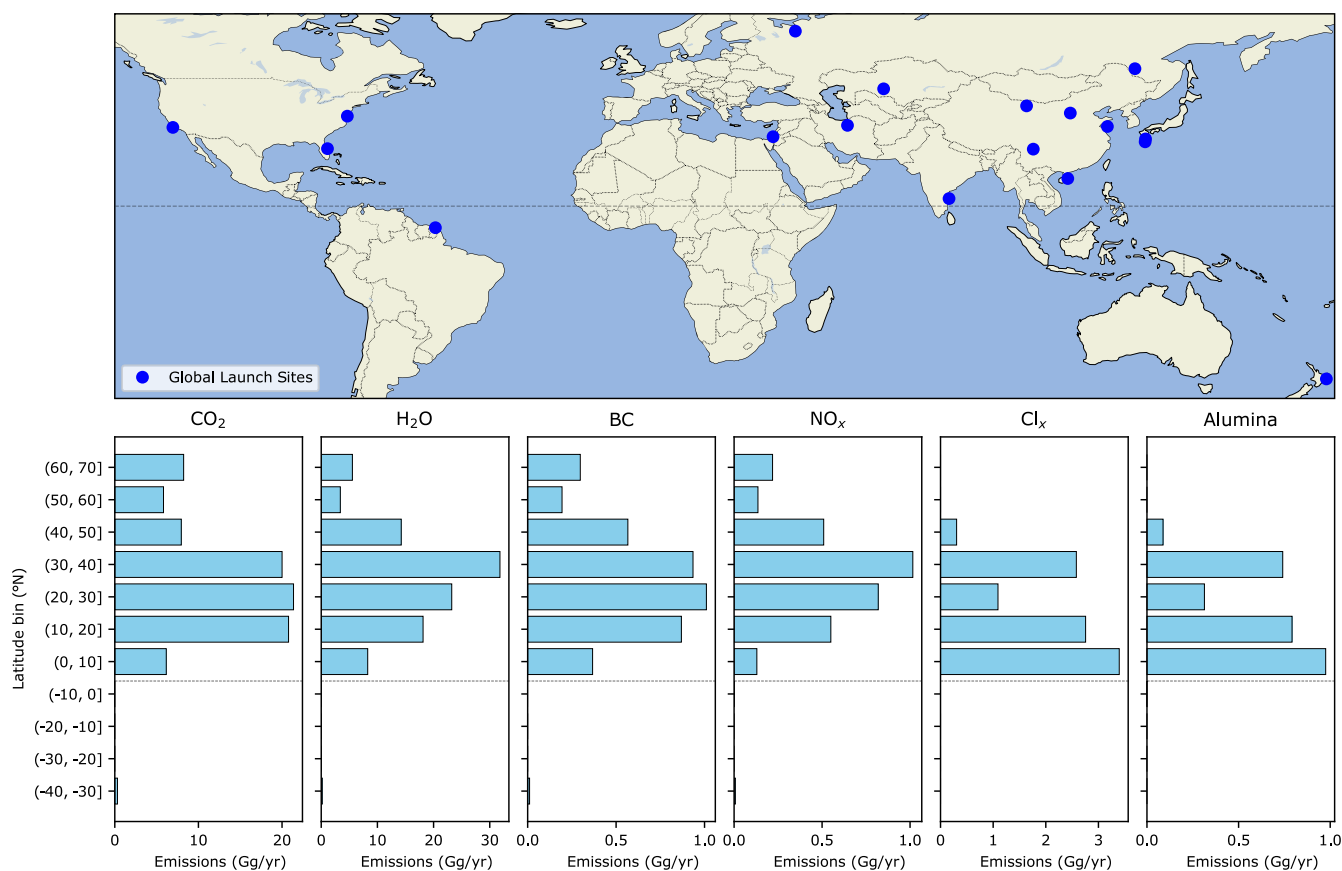 Global Launch Sites
CO₂ H₂O BC NOₓ Clₓ Alumina
Latitude bin (°N)
(60, 70]
(50, 60]
(40, 50]
(30, 40]
(20, 30]
(10, 20]
(0, 10]
(-10, 0]
(-20, -10]
(-30, -20]
(-40, -30]
0 10 20 0 10 20 30 0.0 0.5 1.0 0.0 0.5 1.0 0 1 2 3 0.0 0.5 1.0
Emissions (Gg/yr) Emissions (Gg/yr) Emissions (Gg/yr) Emissions (Gg/yr) Emissions (Gg/yr) Emissions (Gg/yr)